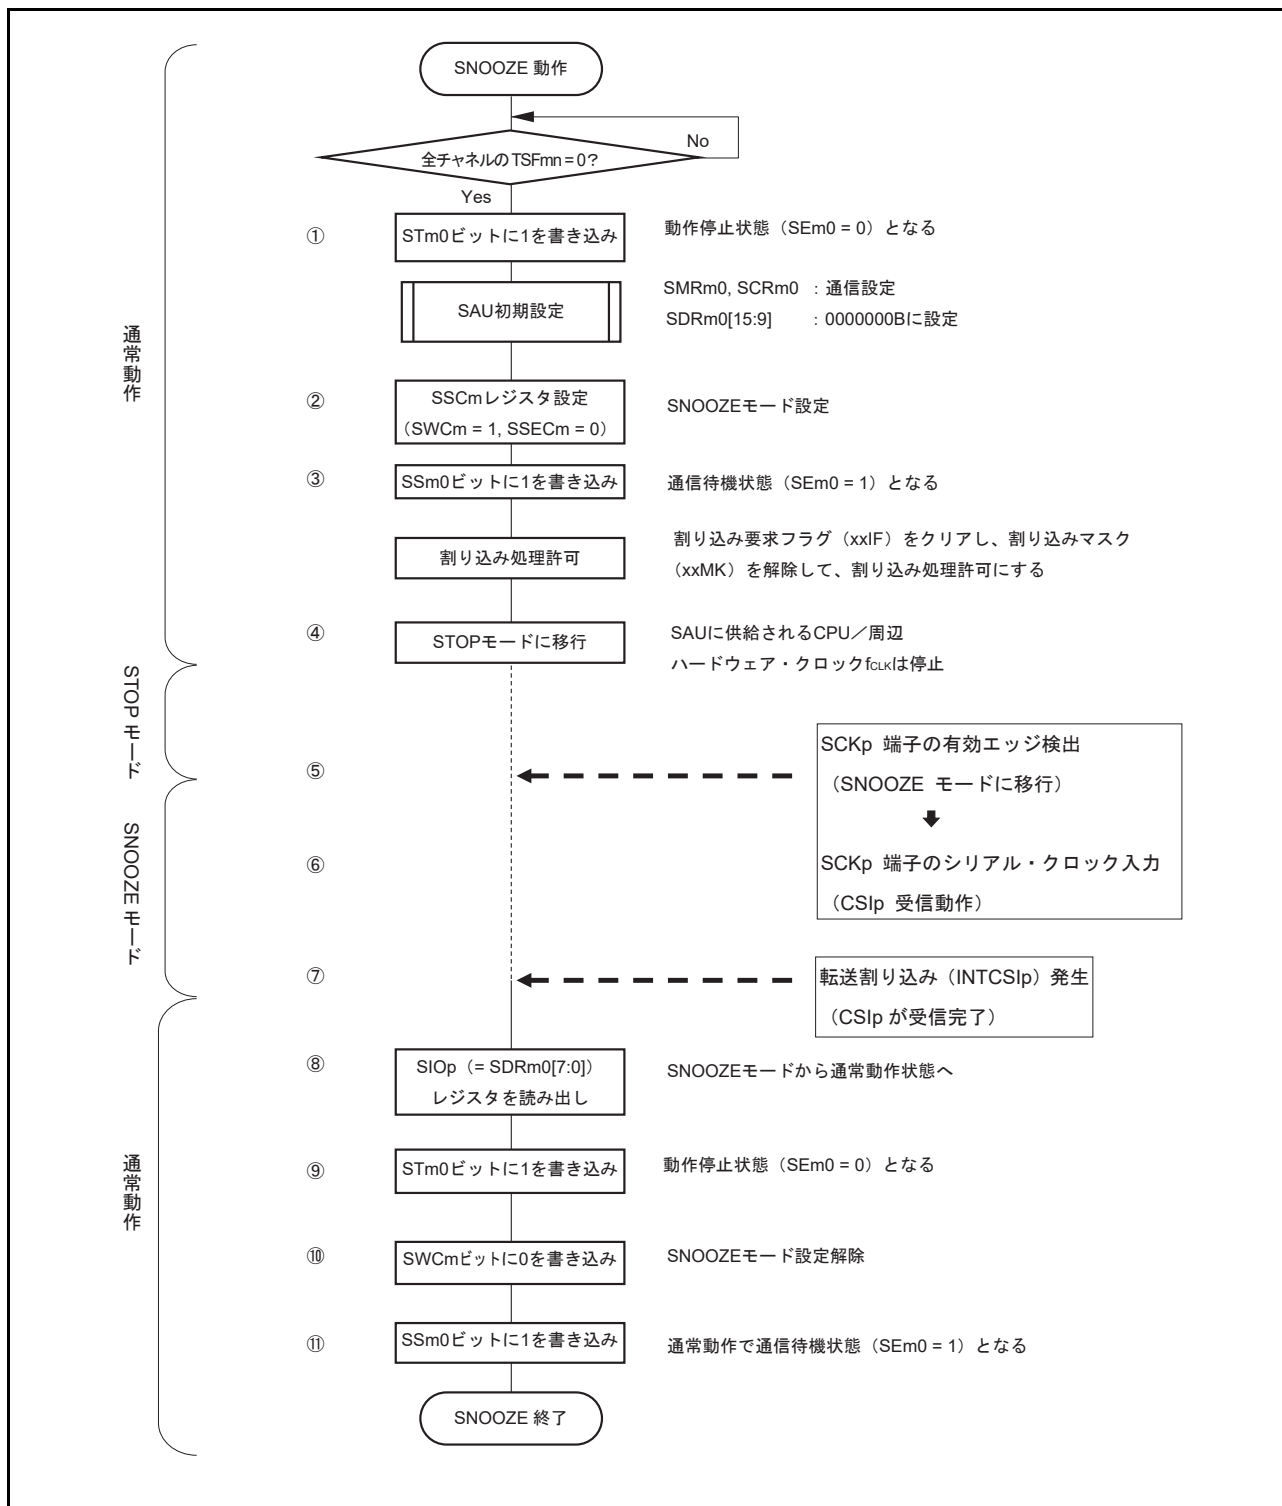 SNOOZE 動作
No
全チャネルのTSFmn = 0?
Yes
① STm0ビットに1を書き込み 動作停止状態（SEm0 = 0）となる
SAU初期設定
SMRm0, SCRm0 ：通信設定
SDRm0[15:9] ：0000000Bに設定
通常動作
② SSCmレジスタ設定
（SWCm = 1, SSECm = 0）
SNOOZEモード設定
③ SSm0ビットに1を書き込み 通信待機状態（SEm0 = 1）となる
割り込み処理許可
割り込み要求フラグ（xxIF）をクリアし、割り込みマスク
（xxMK）を解除して、割り込み処理許可にする
④ STOPモードに移行
SAUに供給されるCPU／周辺
ハードウェア・クロックfCLKは停止
STOP モード
⑤
SCKp 端子の有効エッジ検出
（SNOOZE モードに移行）
SNOOZE モード
⑥
SCKp 端子のシリアル・クロック入力
（CSIp 受信動作）
⑦
転送割り込み（INTCSIp）発生
（CSIp が受信完了）
⑧ SIOp（= SDRm0[7:0]）
レジスタを読み出し
SNOOZEモードから通常動作状態へ
通常動作
⑨ STm0ビットに1を書き込み 動作停止状態（SEm0 = 0）となる
⑩ SWCmビットに0を書き込み SNOOZEモード設定解除
⑪ SSm0ビットに1を書き込み 通常動作で通信待機状態（SEm0 = 1）となる
SNOOZE 終了